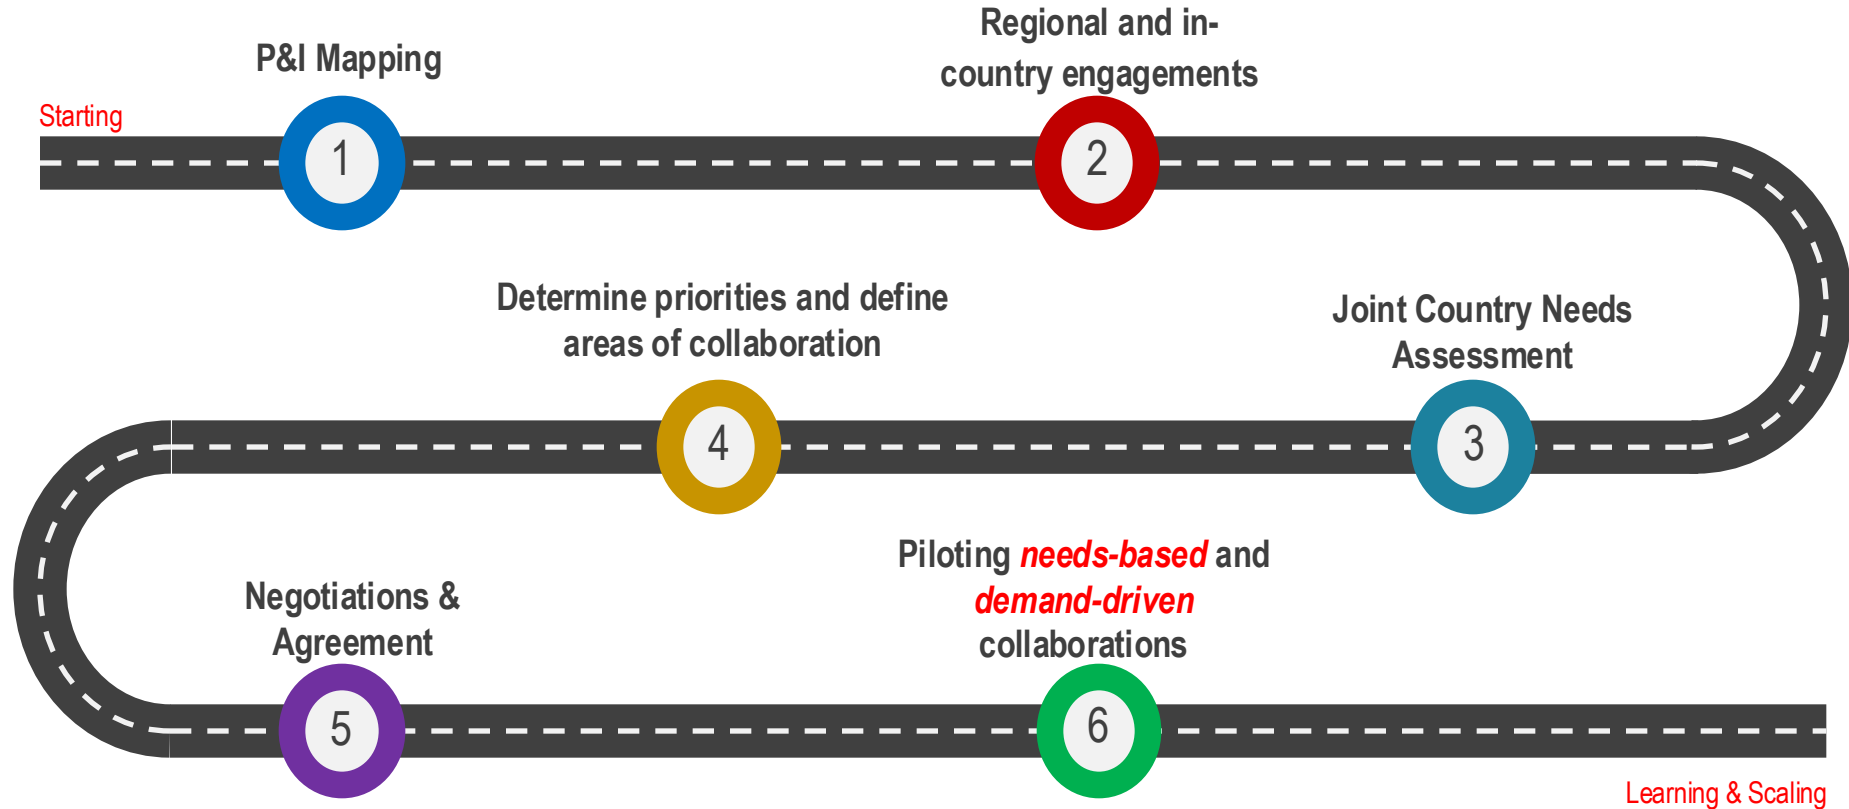 P&I Mapping
Regional and in-
country engagements
Starting
1
2
Determine priorities and define
areas of collaboration
Joint Country Needs
Assessment
4
3
Negotiations &
Agreement
Piloting needs-based and
demand-driven
collaborations
5
6
Learning & Scaling